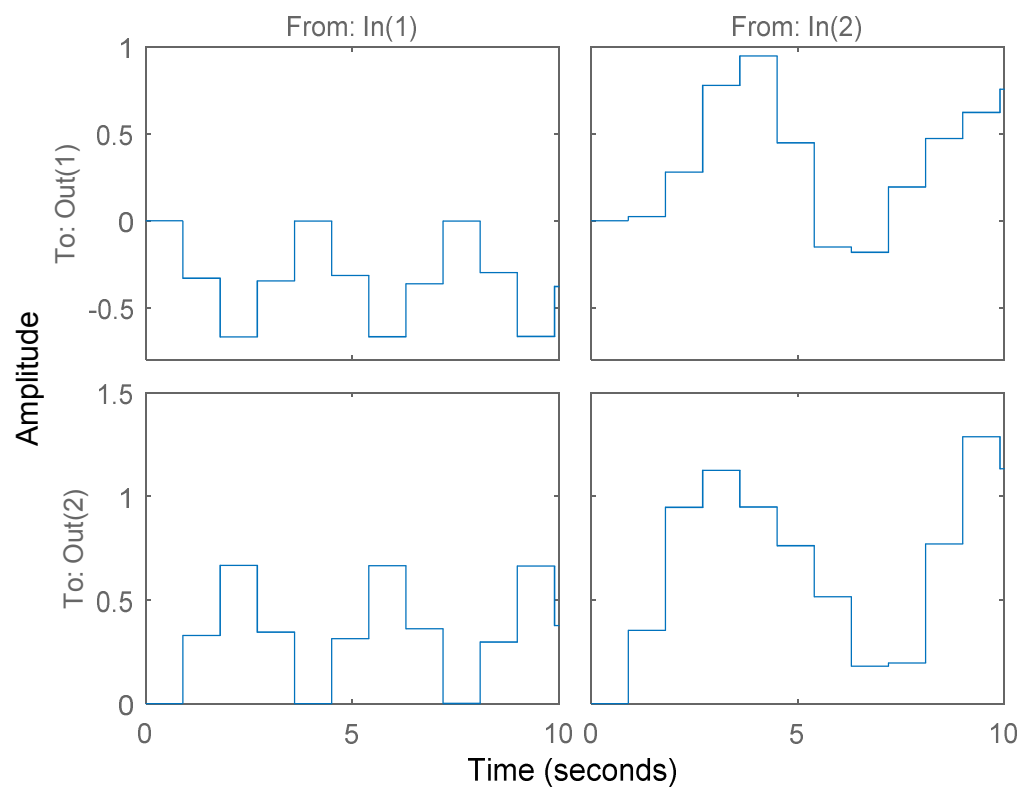 From: In(1)
From: In(2)
To: Out(1)
1
0.5
0
-0.5
Amplitude
To: Out(2)
1.5
1
0.5
0
0
5
10
0
5
10
Time (seconds)